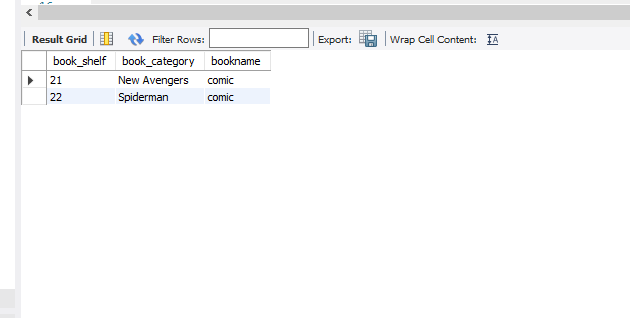 Result Grid Filter Rows: Export: Wrap Cell Content:
book_shelf book_category bookname
21 New Avengers comic
22 Spiderman comic